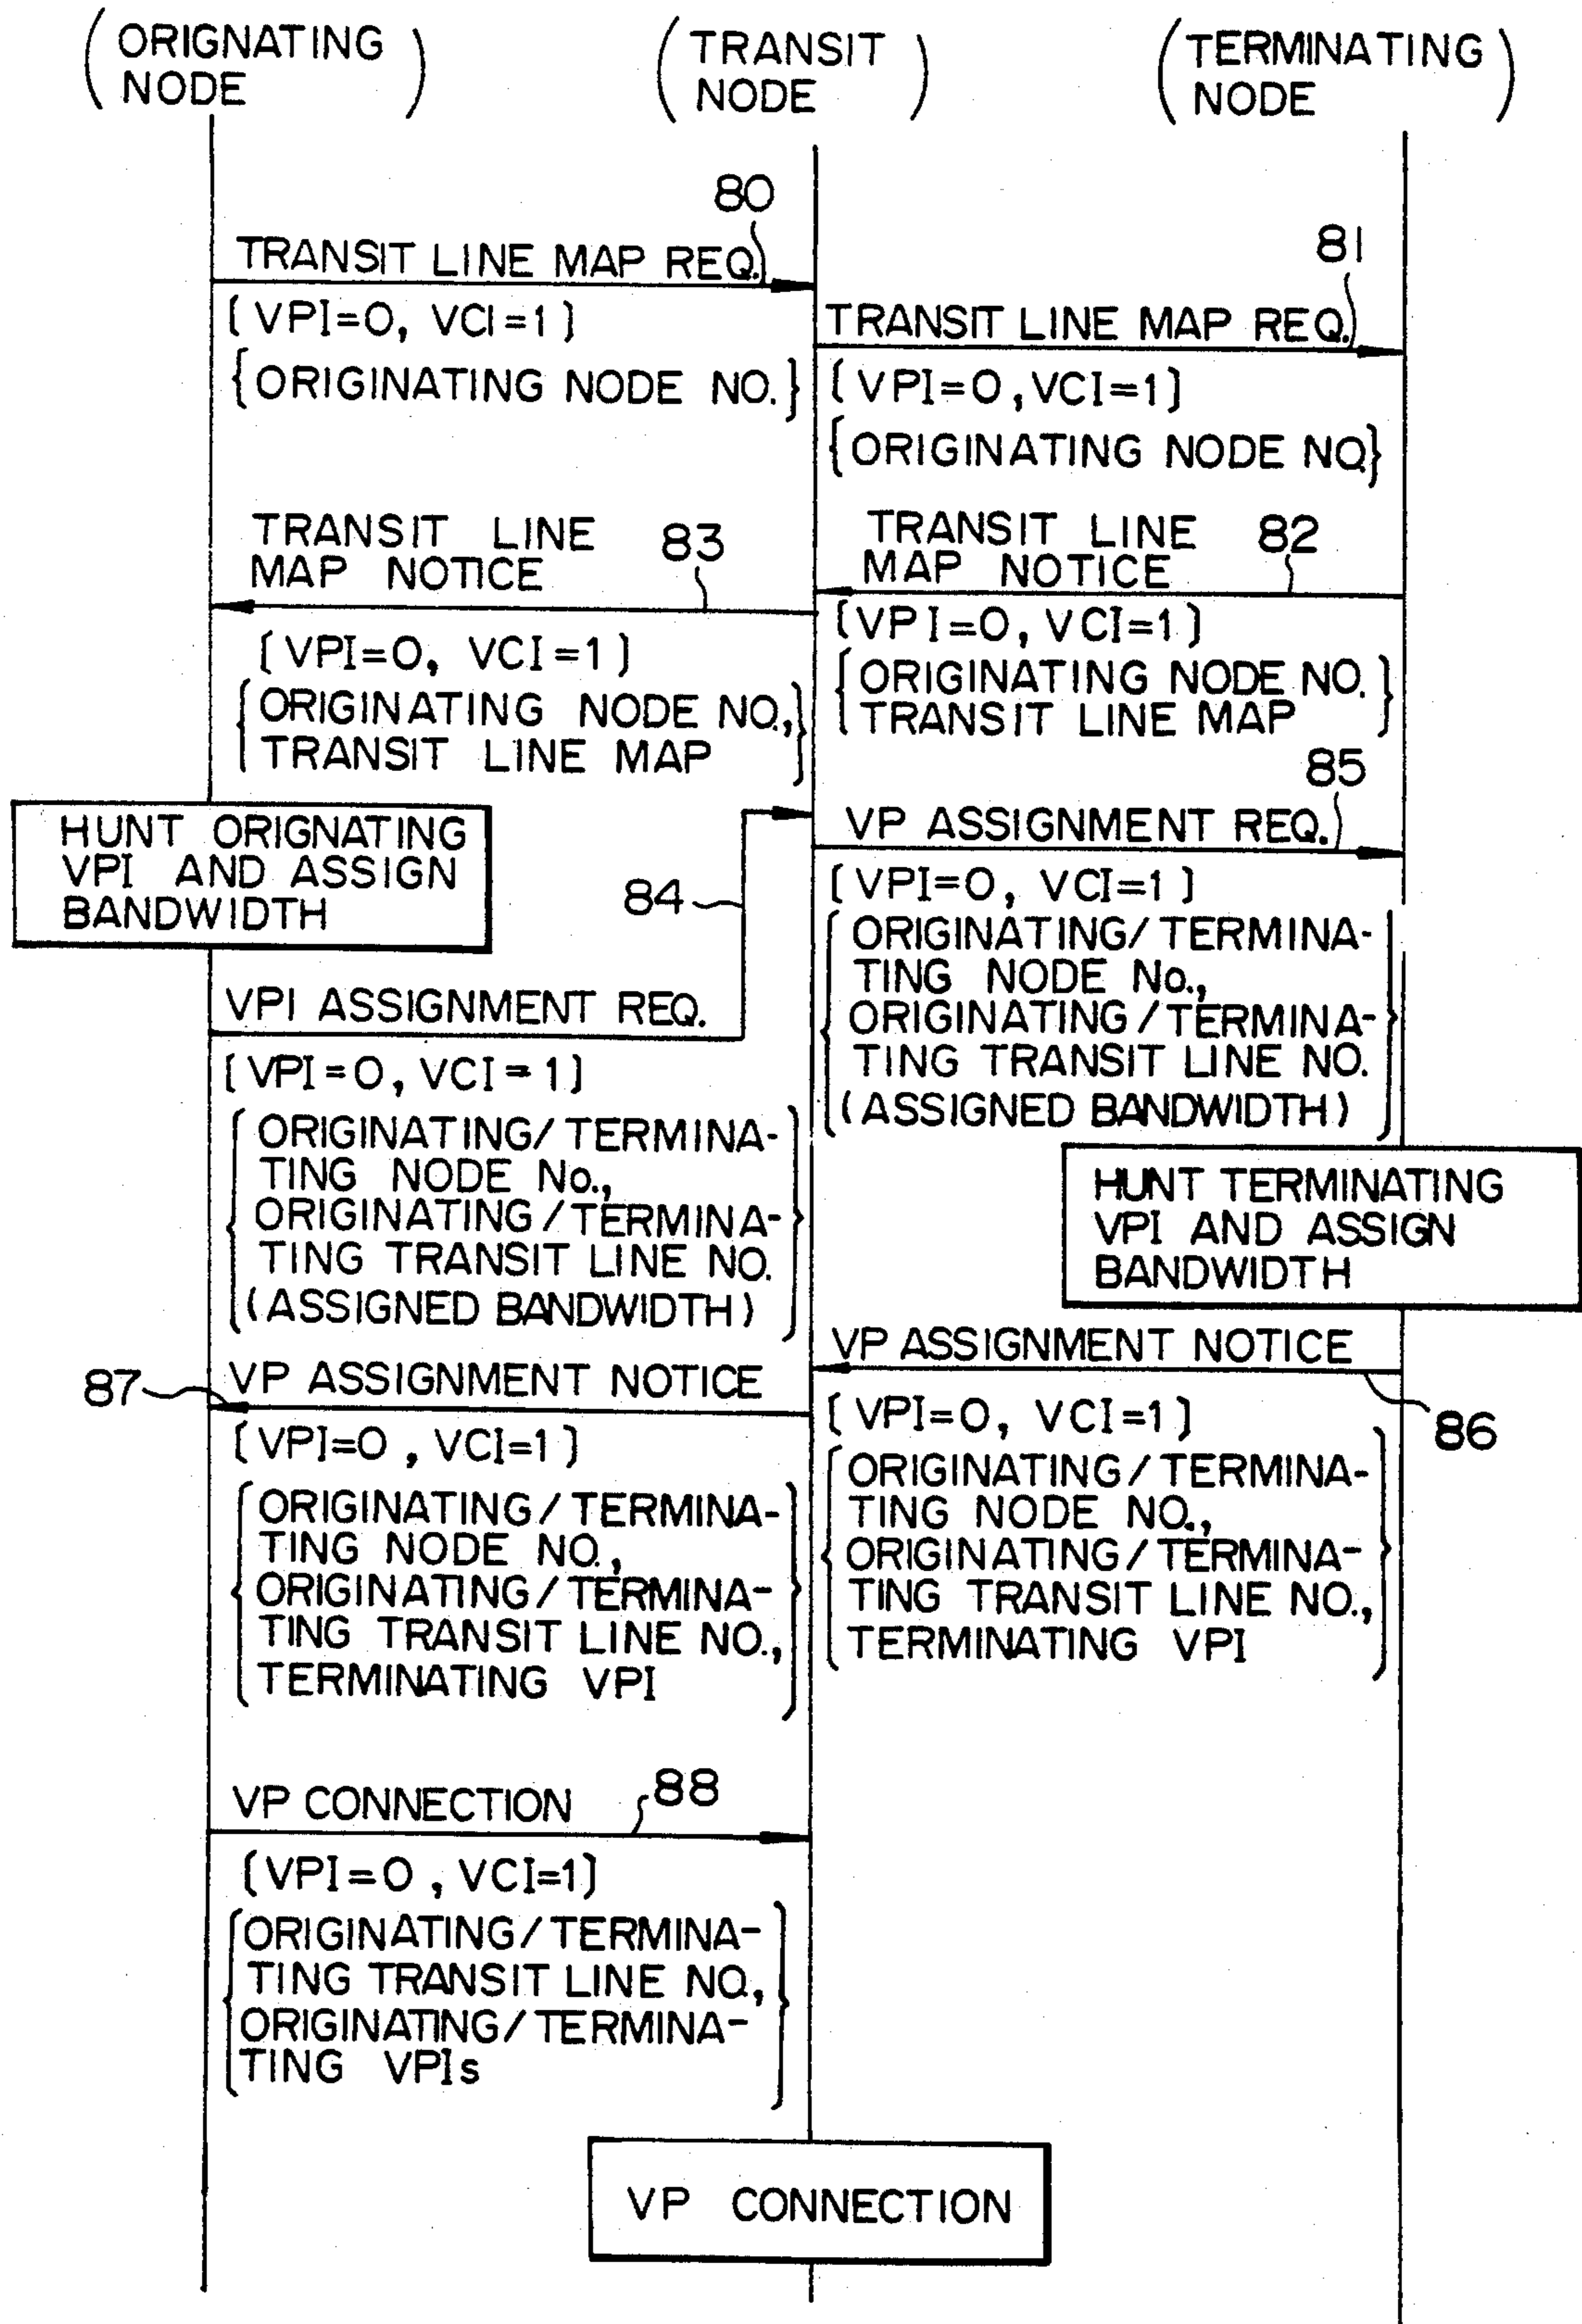 (ORIGNATING
NODE)
(TRANSIT
NODE)
(TERMINATING
NODE)
80
TRANSIT LINE MAP REQ.
[VPI=0, VCI=1]
{ORIGINATING NODE NO.}
81
TRANSIT LINE MAP REQ.
[VPI=0, VCI=1]
{ORIGINATING NODE NO}
TRANSIT LINE
MAP NOTICE
82
[VPI=0, VCI=1]
{ORIGINATING NODE NO.
TRANSIT LINE MAP}
TRANSIT LINE
MAP NOTICE
83
[VPI=0, VCI=1]
{ORIGINATING NODE NO.,
TRANSIT LINE MAP}
HUNT ORIGNATING
VPI AND ASSIGN
BANDWIDTH
84
VPI ASSIGNMENT REQ.
[VPI=0, VCI=1]
{ORIGINATING/TERMINA-
TING NODE No.,
ORIGINATING/TERMINA-
TING TRANSIT LINE NO.
(ASSIGNED BANDWIDTH)}
85
VP ASSIGNMENT REQ.
[VPI=0, VCI=1]
{ORIGINATING/TERMINA-
TING NODE No.,
ORIGINATING/TERMINA-
TING TRANSIT LINE NO.
(ASSIGNED BANDWIDTH)}
HUNT TERMINATING
VPI AND ASSIGN
BANDWIDTH
VP ASSIGNMENT NOTICE
86
[VPI=0, VCI=1]
{ORIGINATING/TERMINA-
TING NODE NO.,
ORIGINATING/TERMINA-
TING TRANSIT LINE NO.,
TERMINATING VPI}
87
VP ASSIGNMENT NOTICE
[VPI=0, VCI=1]
{ORIGINATING/TERMINA-
TING NODE NO.,
ORIGINATING/TERMINA-
TING TRANSIT LINE NO.,
TERMINATING VPI}
VP CONNECTION
88
[VPI=0, VCI=1]
{ORIGINATING/TERMINA-
TING TRANSIT LINE NO.,
ORIGINATING/TERMINA-
TING VPIs}
VP CONNECTION